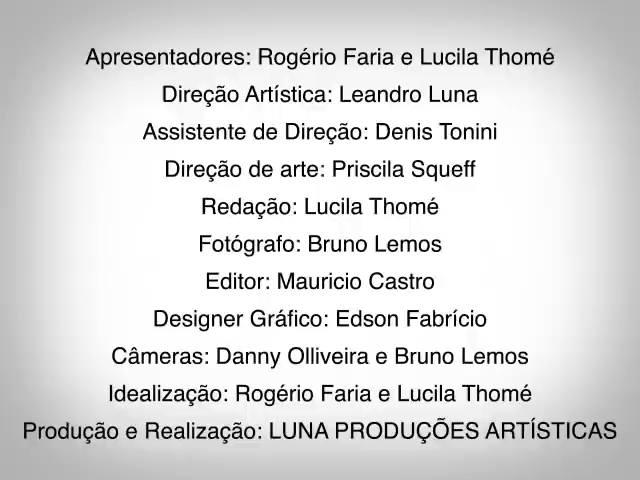 Apresentadores: Rogério Faria e Lucila Thomé
Direção Artística: Leandro Luna
Assistente de Direção: Denis Tonini
Direção de arte: Priscila Squeff
Redação: Lucila Thomé
Fotógrafo: Bruno Lemos
Editor: Mauricio Castro
Designer Gráfico: Edson Fabrício
Câmeras: Danny Olliveira e Bruno Lemos
Idealização: Rogério Faria e Lucila Thomé
Produção e Realização: LUNA PRODUÇÕES ARTÍSTICAS